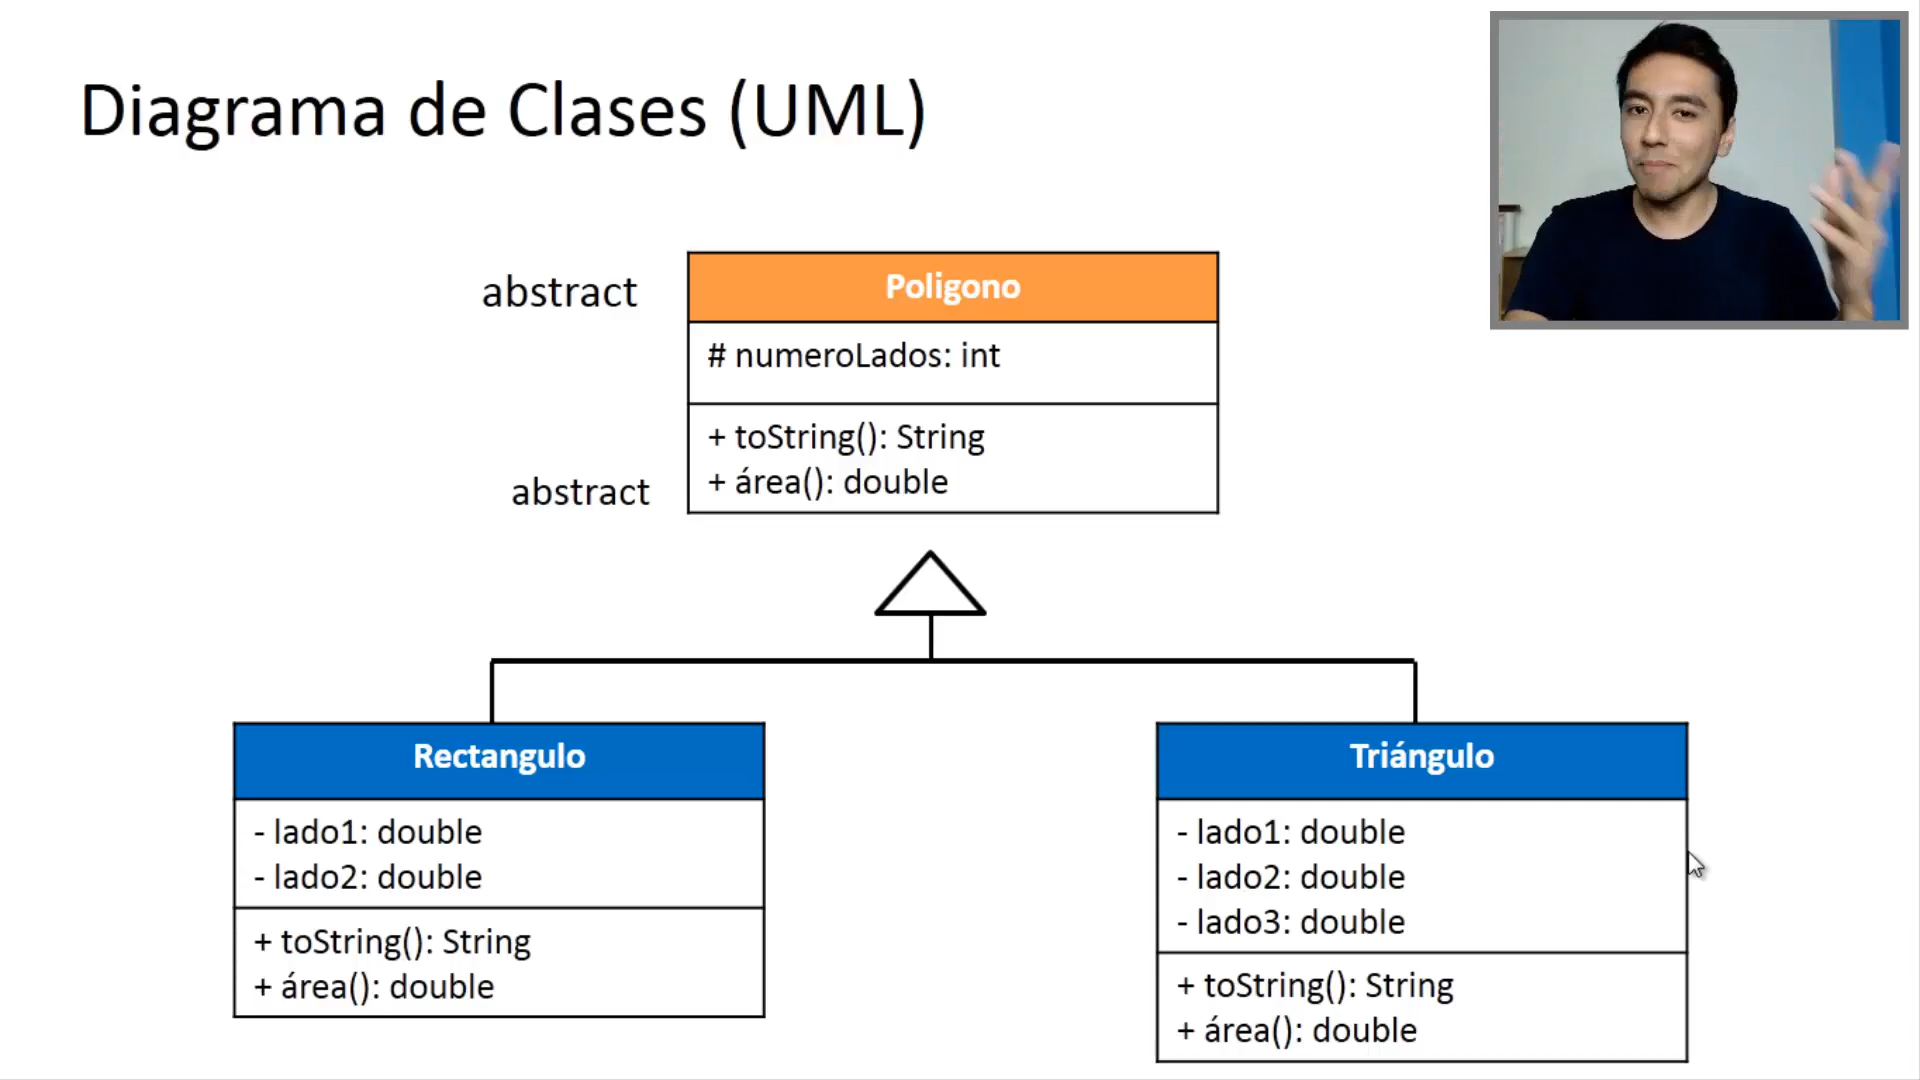 Diagrama de Clases (UML)
abstract
Poligono
# numeroLados: int
+ toString(): String
abstract
+ área(): double
Rectangulo
- lado1: double
- lado2: double
+ toString(): String
+ área(): double
Triángulo
- lado1: double
- lado2: double
- lado3: double
+ toString(): String
+ área(): double